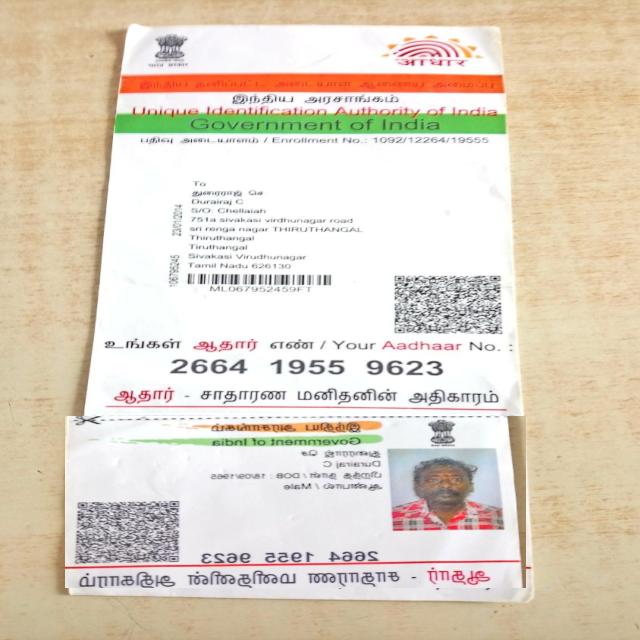 भारत सरकार
आधार
இந்திய அரசாங்கம்
Unique Identification Authority of India
Government of India
பதிவு அடையாளம் / Enrollment No.: 1092/12264/19555
To
துரைராஜ் செ
Durairaj C
S/O: Chellaiah
751a sivakasi virdhunagar road
sri renga nagar THIRUTHANGAL
Thiruthangal
Tiruthangal
Sivakasi Virudhunagar
Tamil Nadu 626130
23/01/2014
ML067952459FT
உங்கள் ஆதார் எண் / Your Aadhaar No. :
2664 1955 9623
ஆதார் - சாதாரண மனிதனின் அதிகாரம்
இந்திய அரசாங்கம்
Government of India
துரைராஜ் செ
Durairaj C
பிறந்த நாள் / DOB : 18/09/1965
ஆண்பால் / Male
2664 1955 9623
ஆதார் - சாதாரண மனிதனின் அதிகாரம்